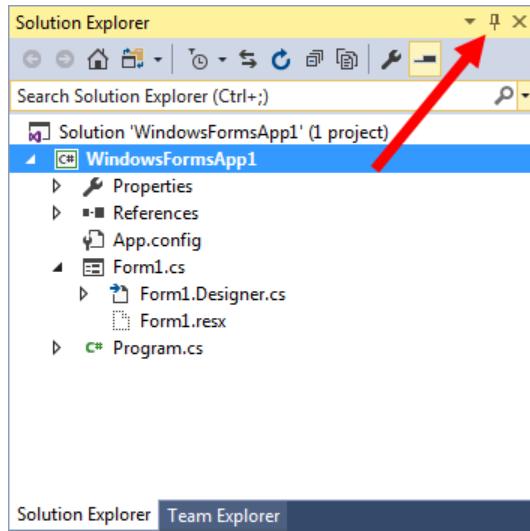 Solution Explorer
Search Solution Explorer (Ctrl+;)
Solution 'WindowsFormsApp1' (1 project)
C# WindowsFormsApp1
Properties
References
App.config
Form1.cs
Form1.Designer.cs
Form1.resx
C# Program.cs
Solution Explorer Team Explorer